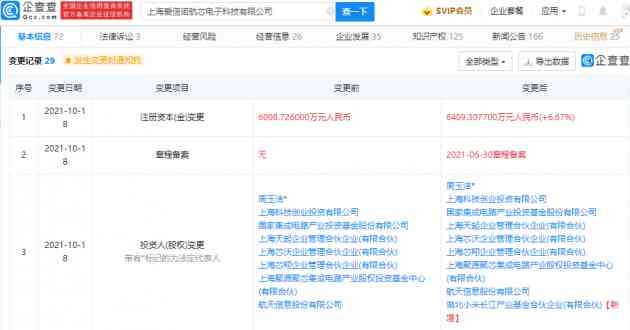 企查查
Qcc.com
全国企业信用查询系统
官方备案企业征信机构
上海爱信诺航芯电子科技有限公司
查一下
SVIP会员
企业套餐
应用
基本信息 72
法律诉讼 3
经营风险
经营信息 26
企业发展 35
知识产权 125
新闻公告 166
历史信息 25
变更记录 29
发生变更时通知我
全部类型
导出数据
企查查
序号 变更日期 变更项目 变更前 变更后
1 2021-10-18 注册资本(金)变更 6008.726000万元人民币 6409.307700万元人民币(+6.67%)
2 2021-10-18 章程备案 无 2021-06-30章程备案
3 2021-10-18 投资人(股权)变更
带有*标记的为法定代表人
周玉洁*
上海科技创业投资有限公司
国家集成电路产业投资基金股份有限公司
上海天起企业管理合伙企业(有限合伙)
上海芯沃企业管理合伙企业(有限合伙)
上海芯翔企业管理合伙企业(有限合伙)
上海聚源聚芯集成电路产业股权投资基金中心
(有限合伙)
航天信息股份有限公司
周玉洁*
上海科技创业投资有限公司
国家集成电路产业投资基金股份有限公司
上海天起企业管理合伙企业(有限合伙)
上海芯沃企业管理合伙企业(有限合伙)
上海芯翔企业管理合伙企业(有限合伙)
上海聚源聚芯集成电路产业股权投资基金中心
(有限合伙)
航天信息股份有限公司
湖北小米长江产业基金合伙企业(有限合伙)【新
增】